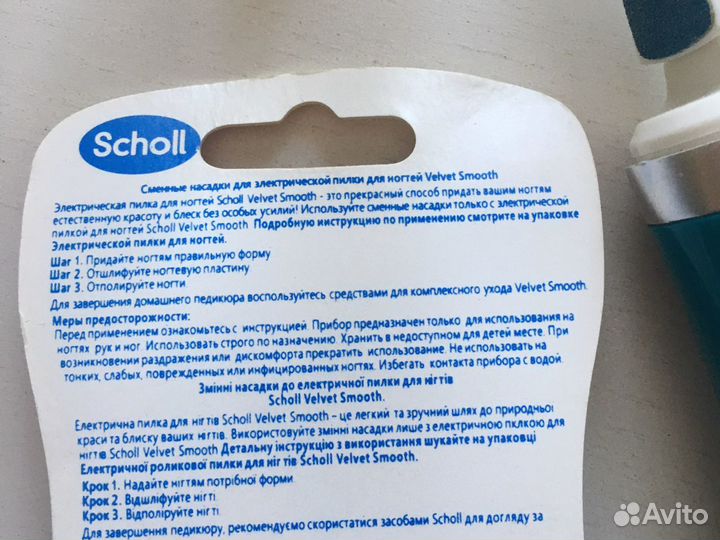 Scholl
Сменные насадки для электрической пилки для ногтей Velvet Smooth
Электрическая пилка для ногтей Scholl Velvet Smooth - это прекрасный способ придать вашим ногтям
естественную красоту и блеск без особых усилий! Используйте сменные насадки только с электрической
пилкой для ногтей Scholl Velvet Smooth Подробную инструкцию по применению смотрите на упаковке
Электрической пилки для ногтей.
Шаг 1. Придайте ногтям правильную форму
Шаг 2. Отшлифуйте ногтевую пластину
Шаг 3. Отполируйте ногти
Для завершения домашнего педикюра воспользуйтесь средствами для комплексного ухода Velvet Smooth.
Меры предосторожности:
Перед применением ознакомьтесь с инструкцией. Прибор предназначен только для использования на
ногтях рук и ног. Использовать строго по назначению. Хранить в недоступном для детей месте. При
возникновении раздражения или дискомфорта прекратить использование. Не использовать на
тонких, слабых, поврежденных или инфицированных ногтях. Избегать контакта прибора с водой.
Змінні насадки до електричної пилки для нігтів
Scholl Velvet Smooth.
Електрична пилка для нігтів Scholl Velvet Smooth – це легкий та зручний шлях до природньої
краси та блиску ваших нігтів. Використовуйте змінні насадки лише з електричною пклкою для
нігтів Scholl Velvet Smooth Детальну інструкцію з використання шукайте на упаковці
Електричної роликової пилки для нігтів Scholl Velvet Smooth.
Крок 1. Надайте нігтям потрібної форми
Крок 2. Відшліфуйте нігті
Крок 3. Відполіруйте нігті
Для завершення педикюру, рекомендуємо скористатися засобами Scholl для догляду за
Avito